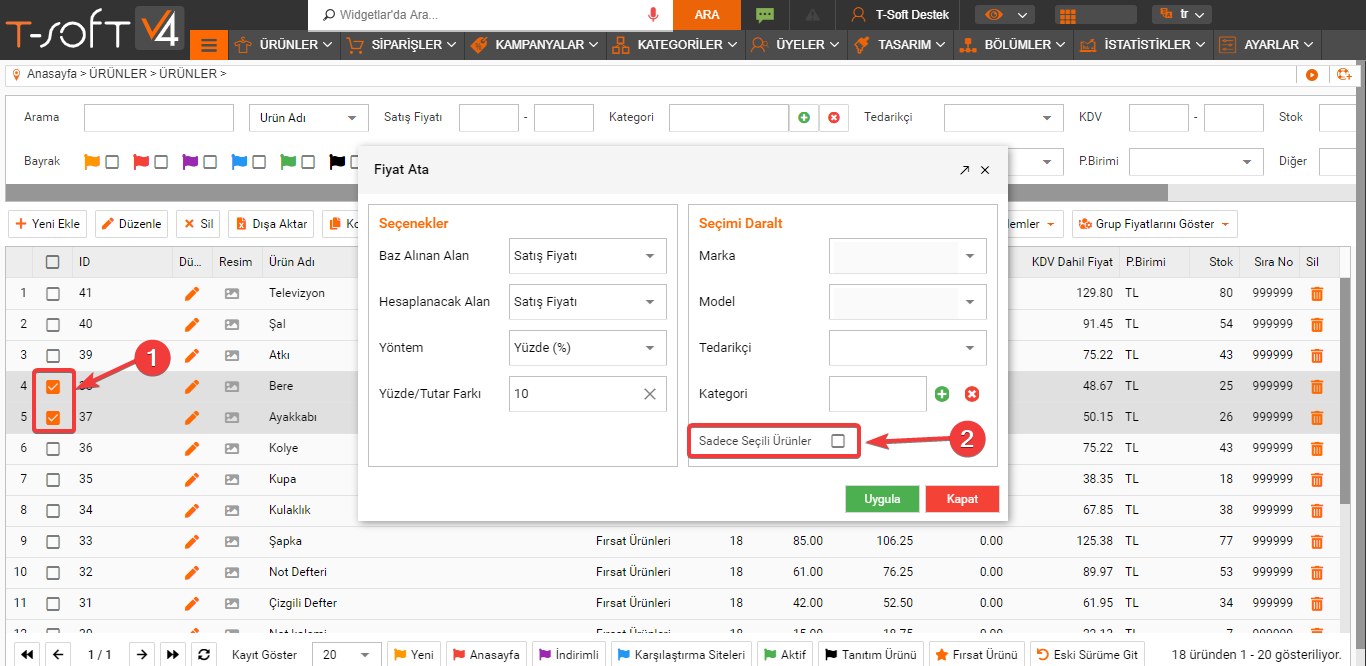 T-SOFT V4
Widgetlar'da Ara...
ARA
T-Soft Destek
tr
ÜRÜNLER
SİPARİŞLER
KAMPANYALAR
KATEGORİLER
ÜYELER
TASARIM
BÖLÜMLER
İSTATİSTİKLER
AYARLAR
Anasayfa > ÜRÜNLER > ÜRÜNLER >
Arama Ürün Adı Satış Fiyatı - Kategori Tedarikçi KDV - Stok
Bayrak P.Birimi Diğer
Yeni Ekle Düzenle Sil Dışa Aktar Grup Fiyatlarını Göster
Fiyat Ata
Seçenekler
Baz Alınan Alan Satış Fiyatı
Hesaplanacak Alan Satış Fiyatı
Yöntem Yüzde (%)
Yüzde/Tutar Farkı 10
Seçimi Daralt
Marka
Model
Tedarikçi
Kategori
Sadece Seçili Ürünler
Uygula Kapat
1
2
ID Dü... Resim Ürün Adı KDV Dahil Fiyat P.Birimi Stok Sıra No Sil
1 41 Televizyon 129.80 TL 80 999999
2 40 Şal 91.45 TL 54 999999
3 39 Atkı 75.22 TL 43 999999
4 Bere 48.67 TL 25 999999
5 37 Ayakkabı 50.15 TL 26 999999
6 36 Kolye 75.22 TL 43 999999
7 35 Kupa 38.35 TL 18 999999
8 34 Kulaklık 67.85 TL 38 999999
9 33 Şapka Fırsat Ürünleri 18 85.00 106.25 0.00 125.38 TL 77 999999
10 32 Not Defteri Fırsat Ürünleri 18 61.00 76.25 0.00 89.97 TL 53 999999
11 31 Çizgili Defter Fırsat Ürünleri 18 42.00 52.50 0.00 61.95 TL 34 999999
1 / 1 Kayıt Göster 20 Yeni Anasayfa İndirimli Karşılaştırma Siteleri Aktif Tanıtım Ürünü Fırsat Ürünü Eski Sürüme Git 18 üründen 1 - 20 gösteriliyor.